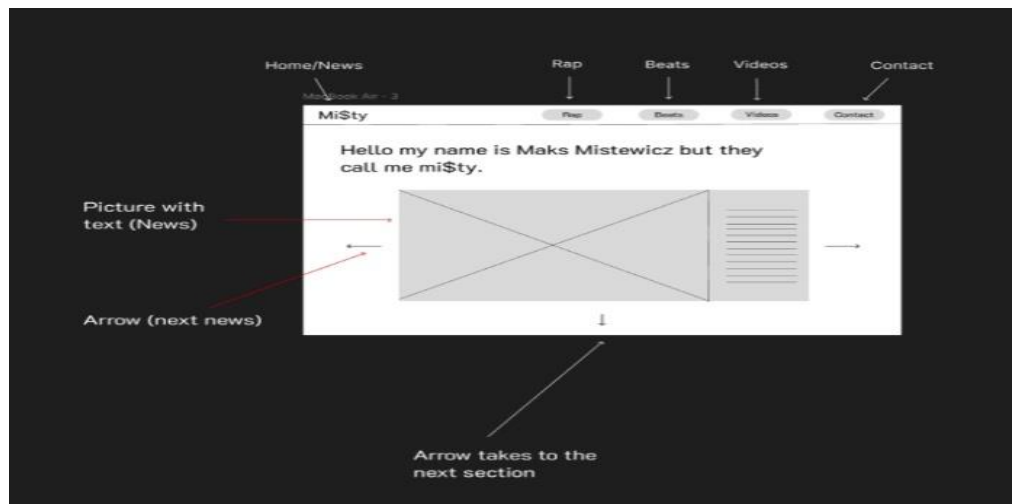 Home/News
Rap
Beats
Videos
Contact
MacBook Air - 3
Mi$ty
Rap
Beats
Videos
Contact
Hello my name is Maks Mistewicz but they
call me mi$ty.
Picture with
text (News)
Arrow (next news)
Arrow takes to the
next section